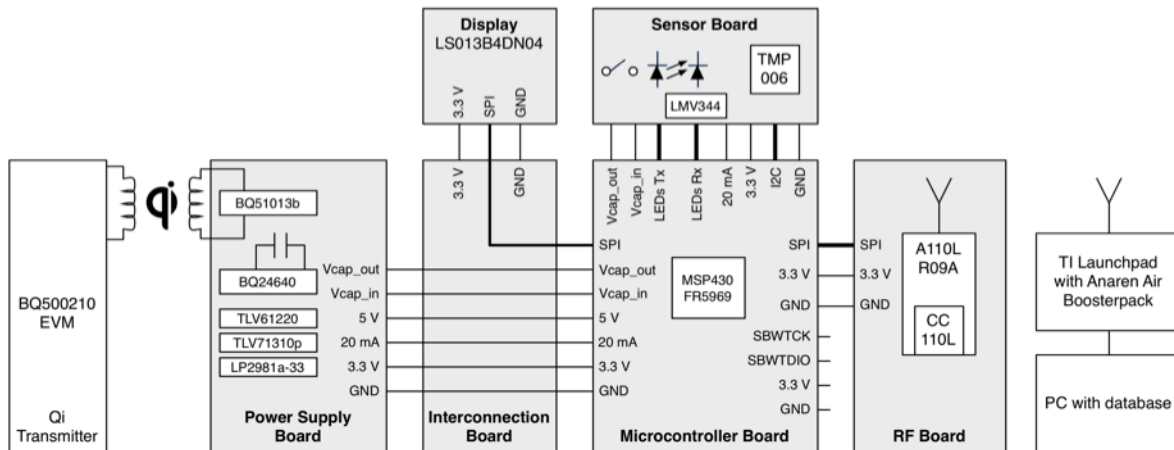 BQ500210
EVM
Qi
Transmitter
qi
BQ51013b
BQ24640
TLV61220
TLV71310p
LP2981a-33
Vcap_out
Vcap_in
5 V
20 mA
3.3 V
GND
Power Supply
Board
Display
LS013B4DN04
3.3 V
SPI
GND
3.3 V
GND
Interconnection
Board
Sensor Board
TMP
006
LMV344
Vcap_out
Vcap_in
LEDs Tx
LEDs Rx
20 mA
3.3 V
I2C
GND
SPI
Vcap_out
Vcap_in
5 V
20 mA
3.3 V
GND
MSP430
FR5969
SPI
3.3 V
GND
SBWTCK
SBWTDIO
3.3 V
GND
Microcontroller Board
SPI
3.3 V
GND
A110L
R09A
CC
110L
RF Board
TI Launchpad
with Anaren Air
Boosterpack
PC with database